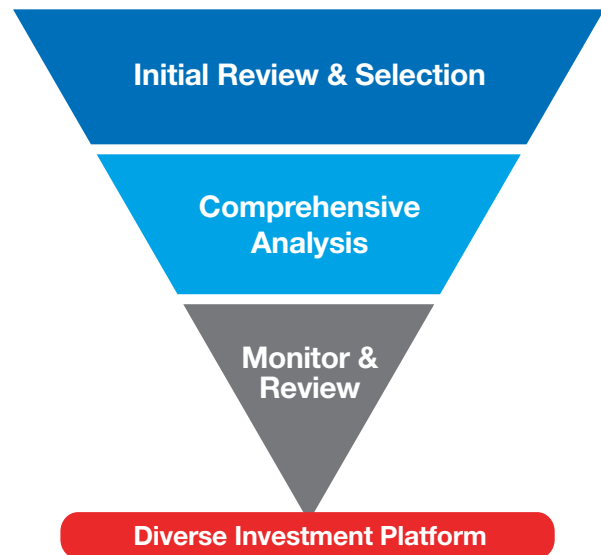 Initial Review & Selection
Comprehensive
Analysis
Monitor &
Review
Diverse Investment Platform